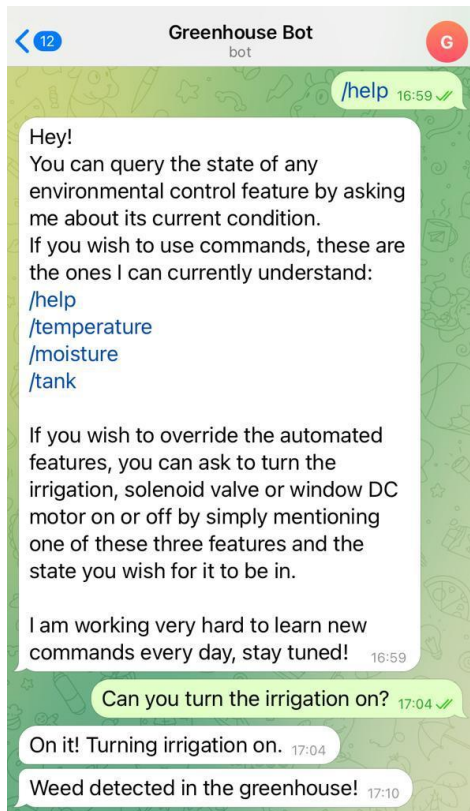 12
Greenhouse Bot
bot
G
/help 16:59
Hey!
You can query the state of any
environmental control feature by asking
me about its current condition.
If you wish to use commands, these are
the ones I can currently understand:
/help
/temperature
/moisture
/tank
If you wish to override the automated
features, you can ask to turn the
irrigation, solenoid valve or window DC
motor on or off by simply mentioning
one of these three features and the
state you wish for it to be in.
I am working very hard to learn new
commands every day, stay tuned! 16:59
Can you turn the irrigation on? 17:04
On it! Turning irrigation on. 17:04
Weed detected in the greenhouse! 17:10